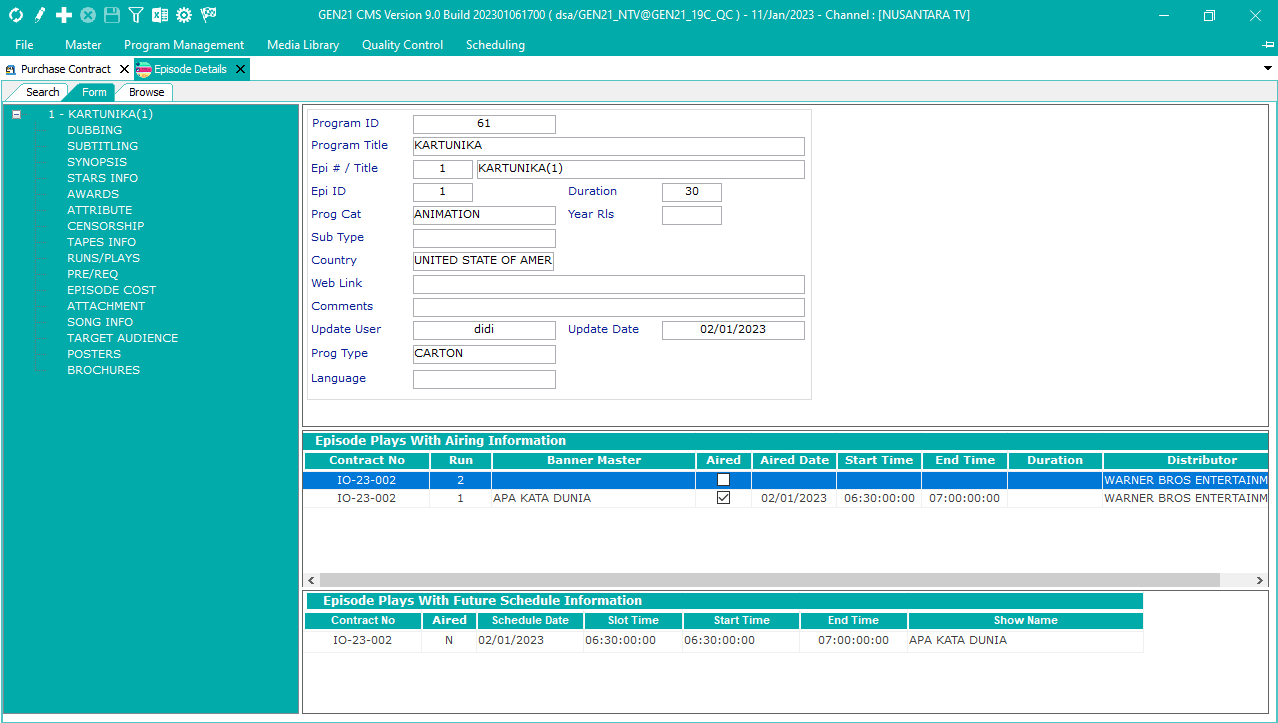 GEN21 CMS Version 9.0 Build 202301061700 ( dsa/GEN21_NTV@GEN21_19C_QC ) - 11/Jan/2023 - Channel : [NUSANTARA TV]
File Master Program Management Media Library Quality Control Scheduling
Purchase Contract Episode Details
Search Form Browse
1 - KARTUNIKA(1)
DUBBING
SUBTITLING
SYNOPSIS
STARS INFO
AWARDS
ATTRIBUTE
CENSORSHIP
TAPES INFO
RUNS/PLAYS
PRE/REQ
EPISODE COST
ATTACHMENT
SONG INFO
TARGET AUDIENCE
POSTERS
BROCHURES
Program ID 61
Program Title KARTUNIKA
Epi # / Title 1 KARTUNIKA(1)
Epi ID 1 Duration 30
Prog Cat ANIMATION Year Rls
Sub Type
Country UNITED STATE OF AMER
Web Link
Comments
Update User didi Update Date 02/01/2023
Prog Type CARTON
Language
Episode Plays With Airing Information
Contract No Run Banner Master Aired Aired Date Start Time End Time Duration Distributor
IO-23-002 2 WARNER BROS ENTERTAINM
IO-23-002 1 APA KATA DUNIA 02/01/2023 06:30:00:00 07:00:00:00 WARNER BROS ENTERTAINM
Episode Plays With Future Schedule Information
Contract No Aired Schedule Date Slot Time Start Time End Time Show Name
IO-23-002 N 02/01/2023 06:30:00:00 06:30:00:00 07:00:00:00 APA KATA DUNIA